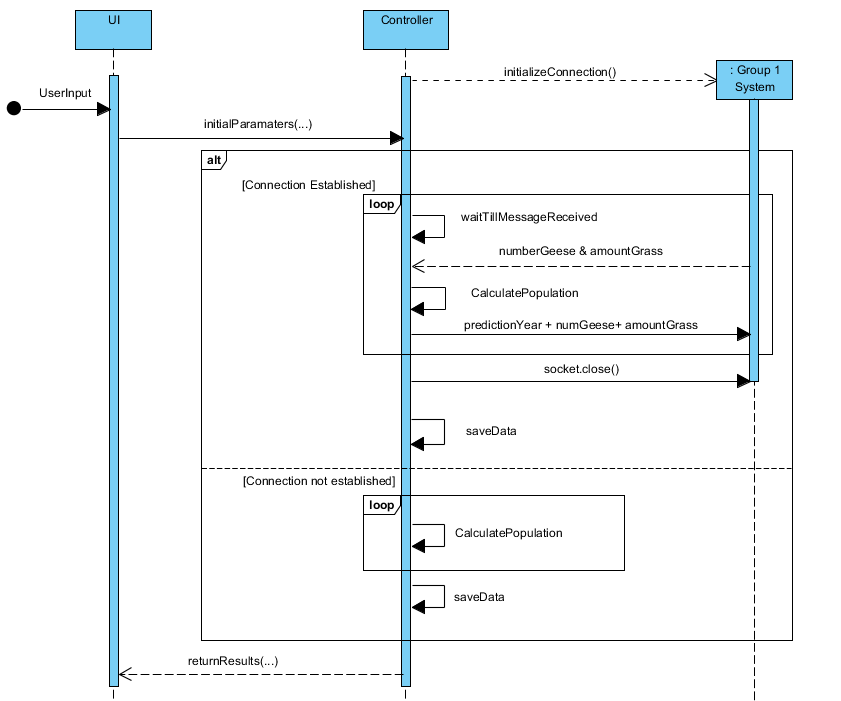 UI
Controller
: Group 1
System
initializeConnection()
UserInput
initialParamaters(...)
alt
[Connection Established]
loop
waitTillMessageReceived
numberGeese & amountGrass
CalculatePopulation
predictionYear + numGeese+ amountGrass
socket.close()
saveData
[Connection not established]
loop
CalculatePopulation
saveData
returnResults(...)